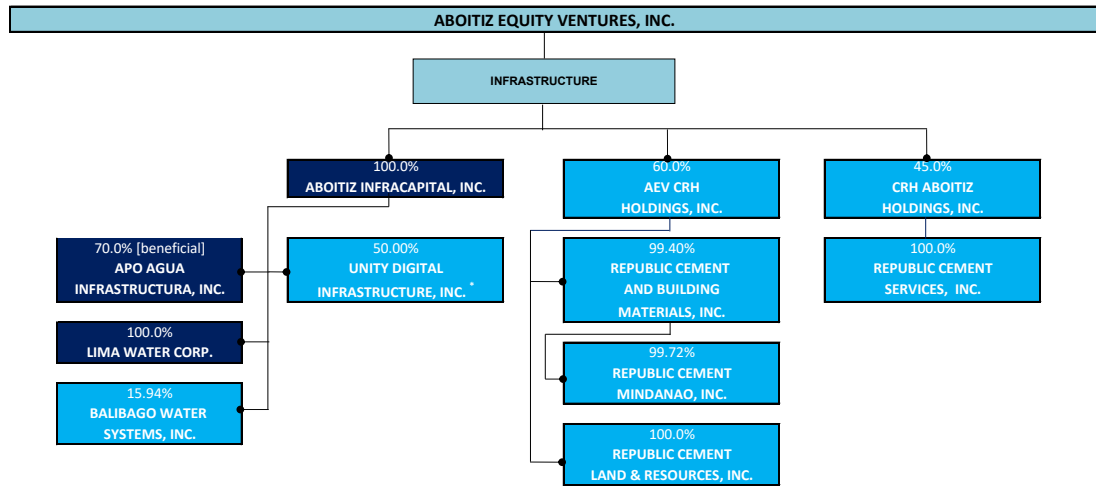 ABOITIZ EQUITY VENTURES, INC.
INFRASTRUCTURE
100.0%
ABOITIZ INFRACAPITAL, INC.
60.0%
AEV CRH
HOLDINGS, INC.
45.0%
CRH ABOITIZ
HOLDINGS, INC.
70.0% [beneficial]
APO AGUA
INFRASTRUCTURA, INC.
50.00%
UNITY DIGITAL
INFRASTRUCTURE, INC. *
99.40%
REPUBLIC CEMENT
AND BUILDING
MATERIALS, INC.
100.0%
REPUBLIC CEMENT
SERVICES, INC.
100.0%
LIMA WATER CORP.
99.72%
REPUBLIC CEMENT
MINDANAO, INC.
15.94%
BALIBAGO WATER
SYSTEMS, INC.
100.0%
REPUBLIC CEMENT
LAND & RESOURCES, INC.